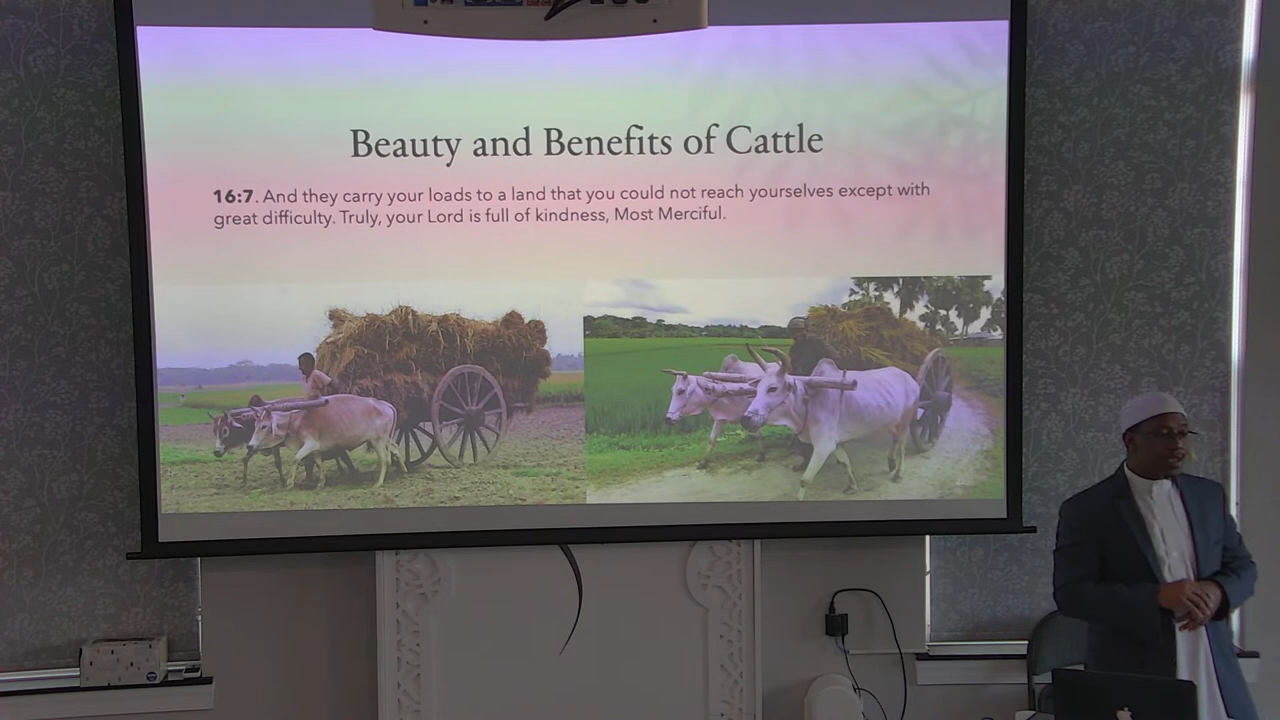 Beauty and Benefits of Cattle
16:7. And they carry your loads to a land that you could not reach yourselves except with
great difficulty. Truly, your Lord is full of kindness, Most Merciful.